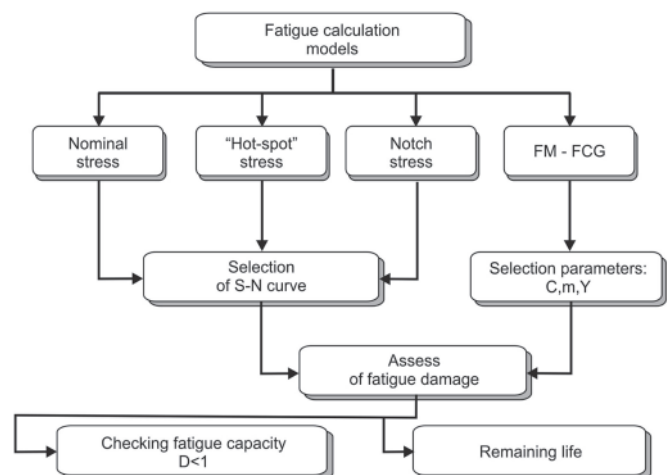 Fatigue calculation
models
Nominal
stress
“Hot-spot”
stress
Notch
stress
FM - FCG
Selection
of S-N curve
Selection parameters:
C,m,Y
Assess
of fatigue damage
Checking fatigue capacity
D<1
Remaining life